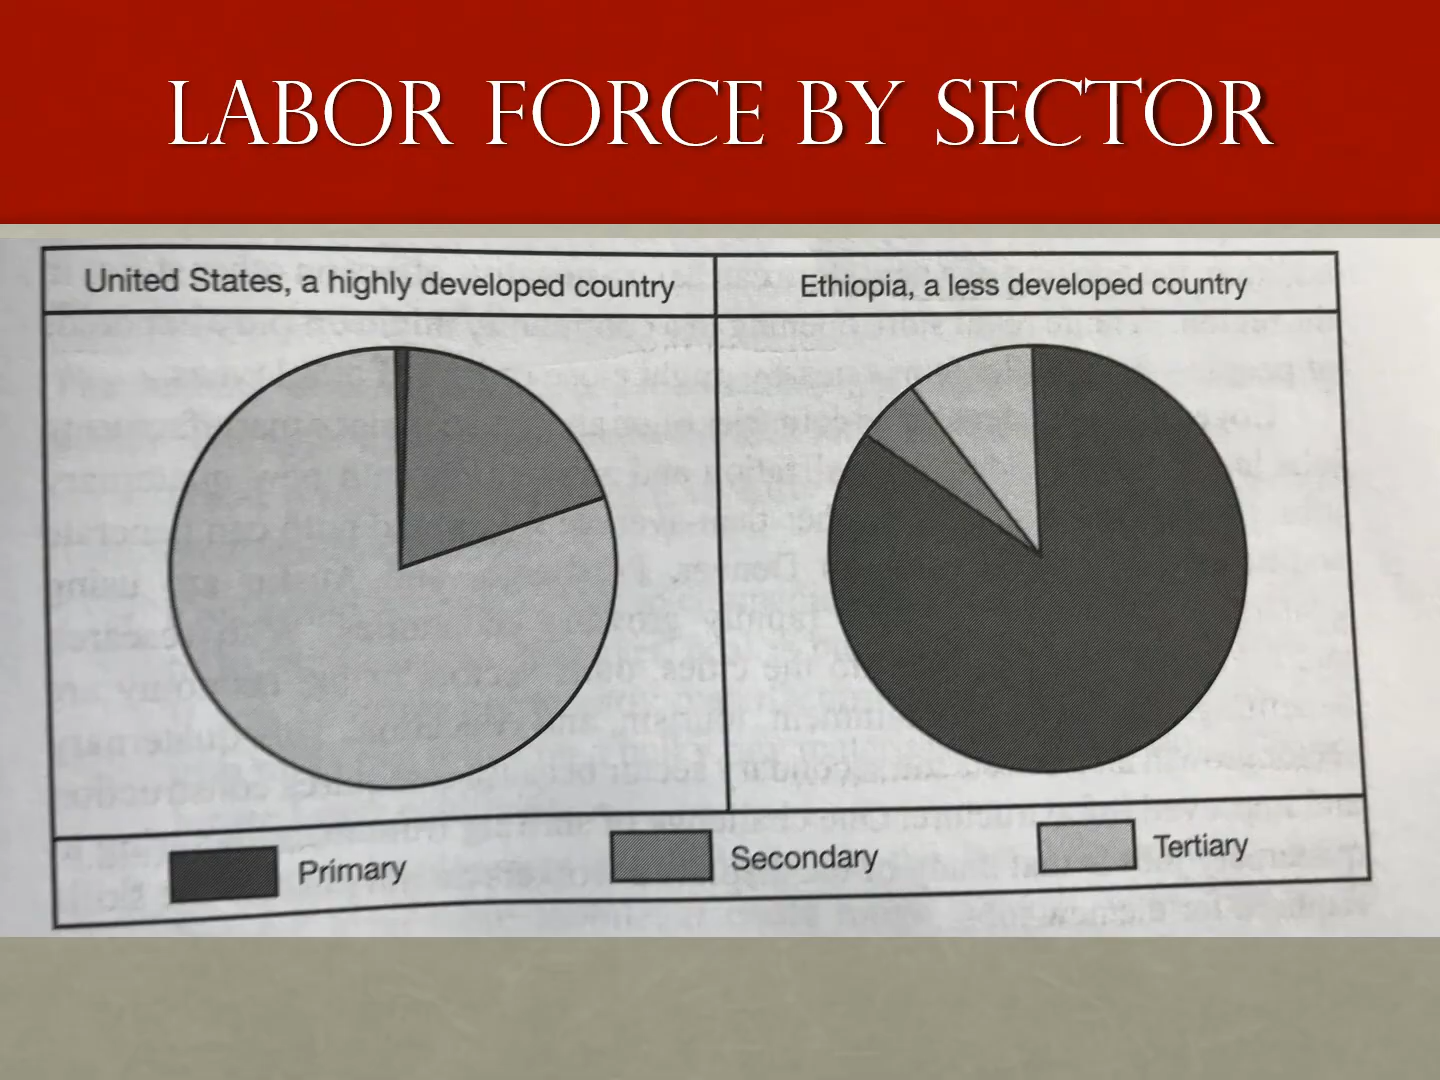 LABOR FORCE BY SECTOR
United States, a highly developed country
Ethiopia, a less developed country
Primary
Secondary
Tertiary